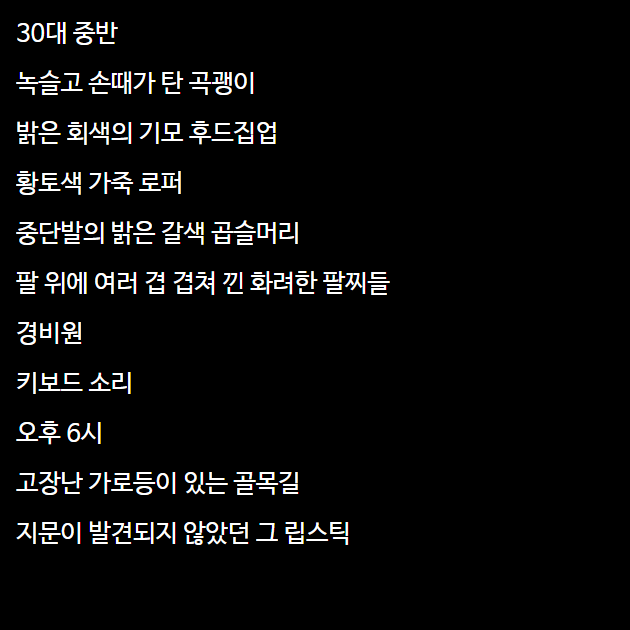 30대 중반
녹슬고 손때가 탄 곡괭이
밝은 회색의 기모 후드집업
황토색 가죽 로퍼
중단발의 밝은 갈색 곱슬머리
팔 위에 여러 겹 겹쳐 낀 화려한 팔찌들
경비원
키보드 소리
오후 6시
고장난 가로등이 있는 골목길
지문이 발견되지 않았던 그 립스틱